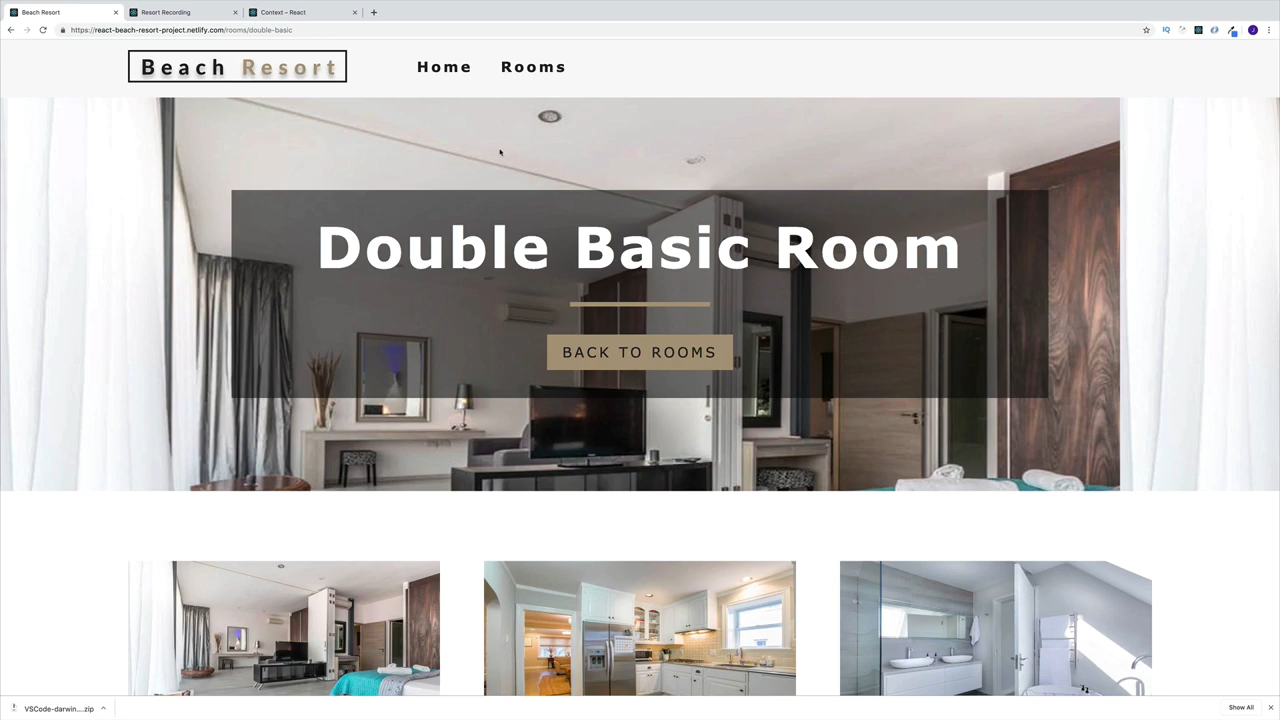 Beach Resort
Resort Recording
Context – React
https://react-beach-resort-project.netlify.com/rooms/double-basic
IQ
J
Beach Resort
Home
Rooms
Double Basic Room
BACK TO ROOMS
VSCode-darwin....zip
Show All